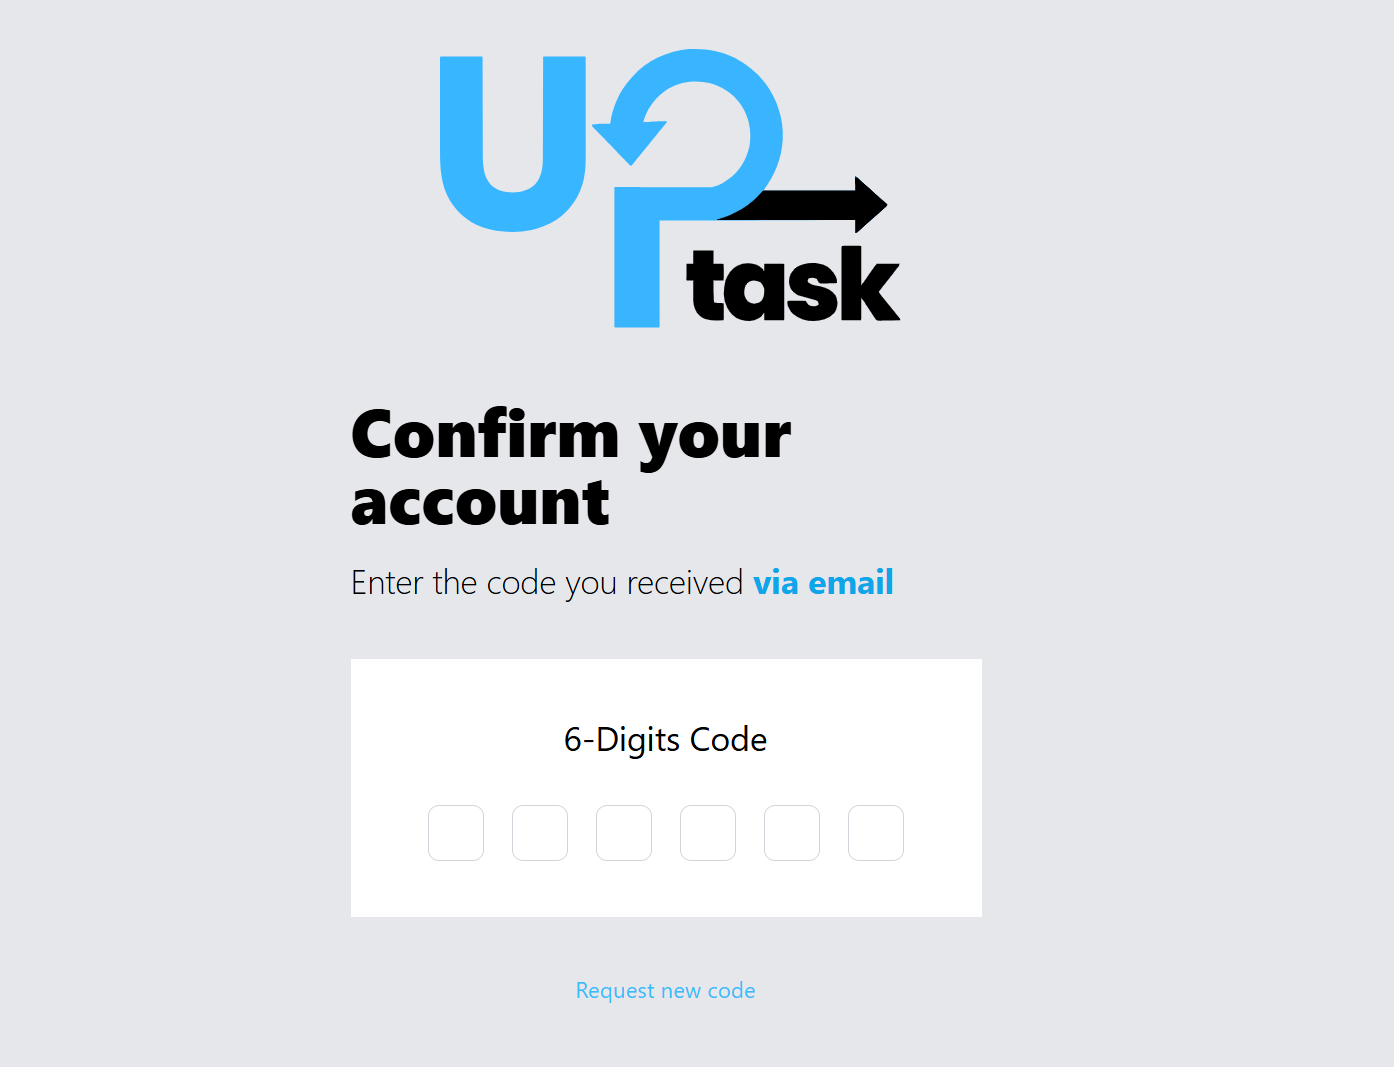 UP
task
Confirm your
account
Enter the code you received via email
6-Digits Code
Request new code